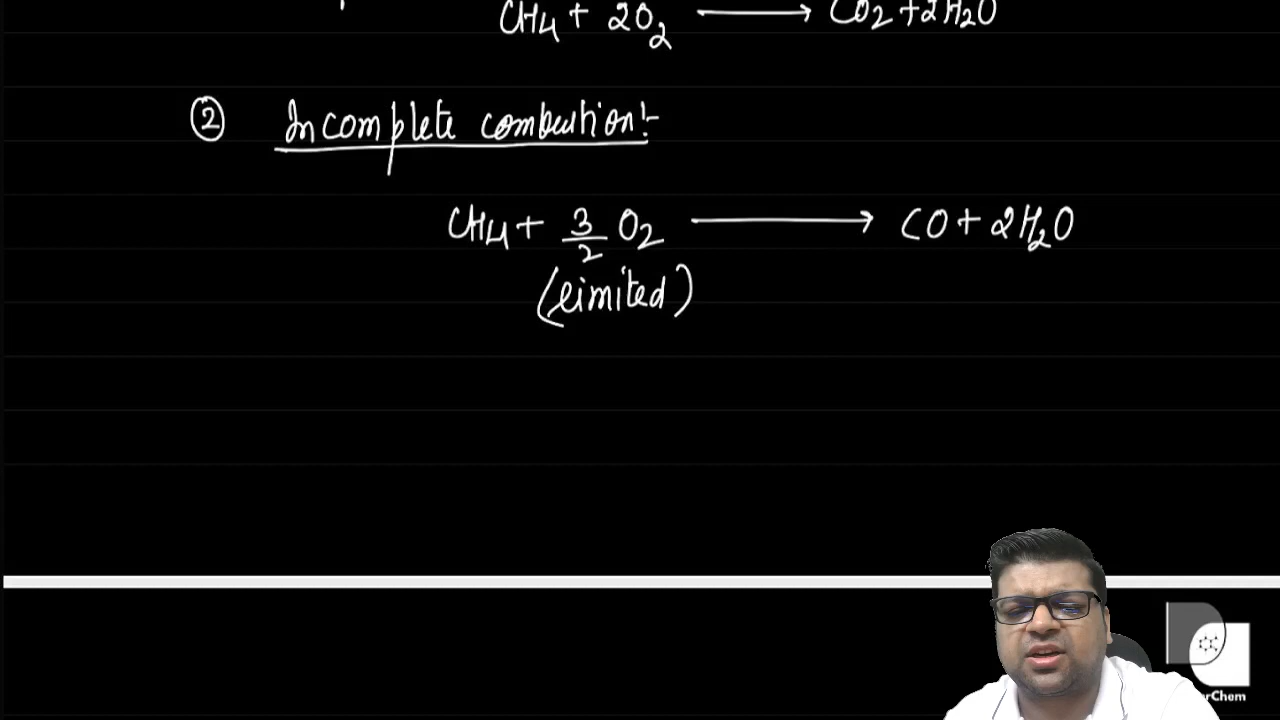 CH4 + 2O2 ⟶ CO2 + 2H2O
② Incomplete combustion:-
CH4 + 3/2 O2 ⟶ CO + 2H2O
(limited)